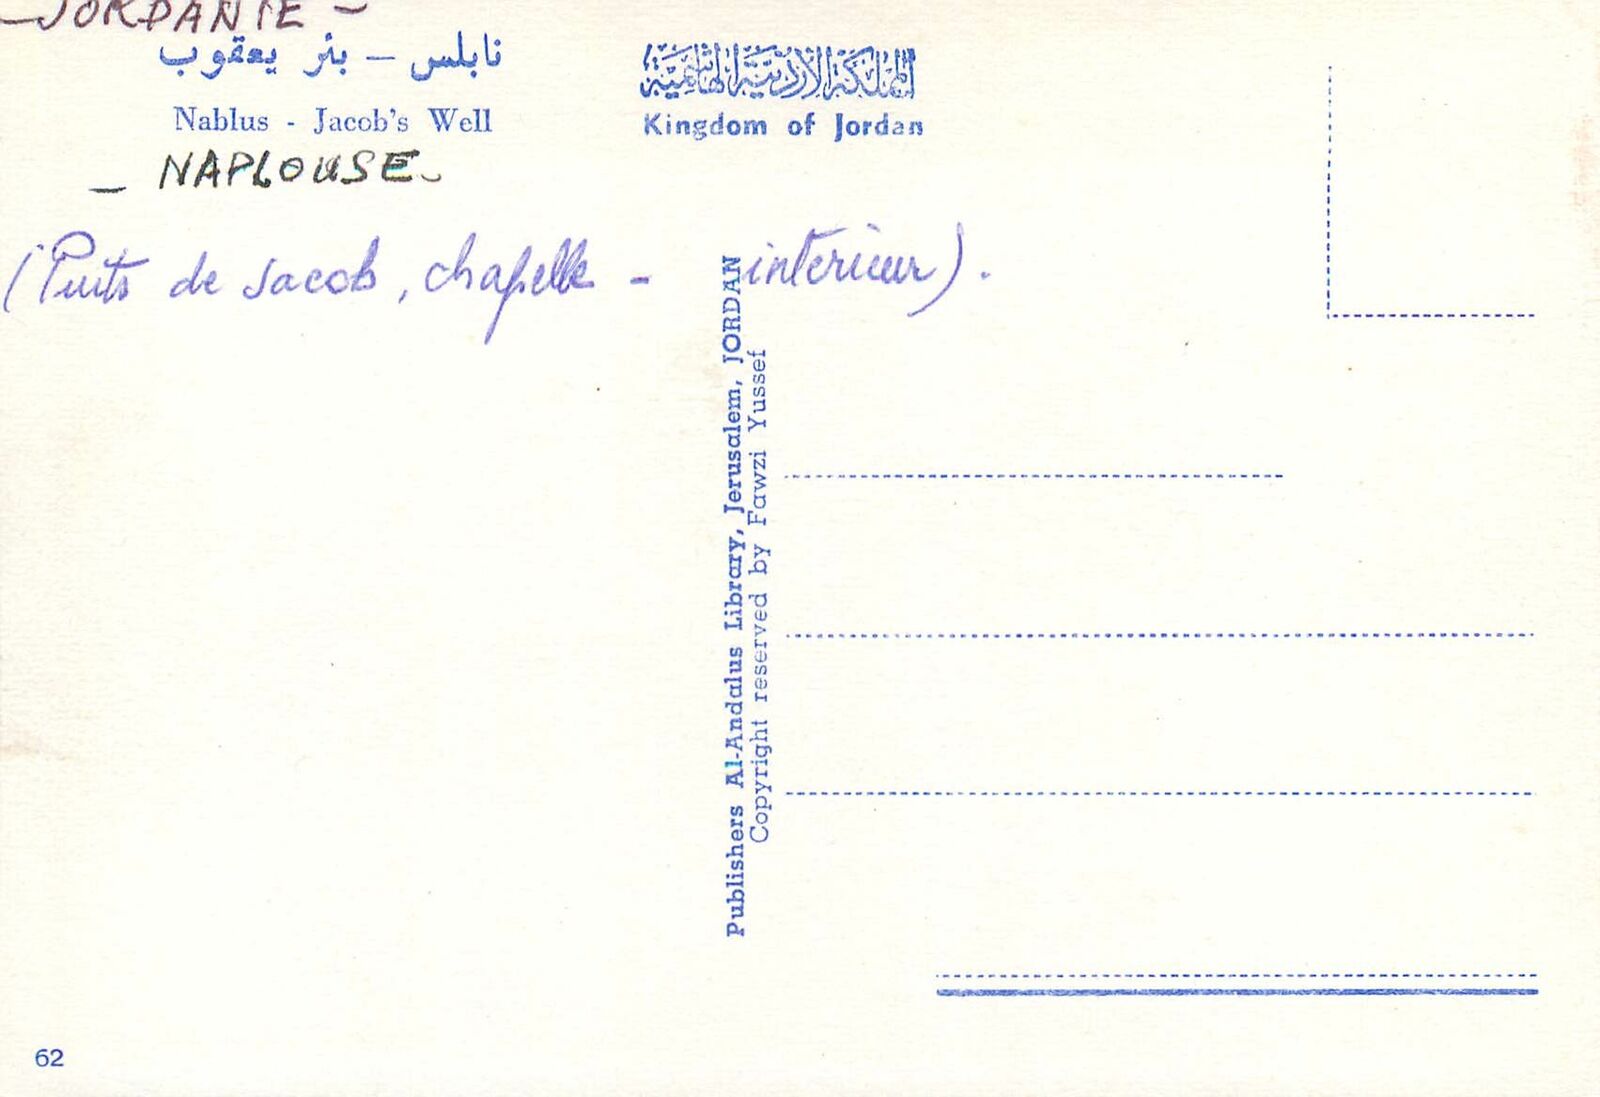 — JORDANIE —
نابلس — بئر يعقوب
Nablus - Jacob's Well
المملكة الأردنية الهاشمية
Kingdom of Jordan
— NAPLOUSE —
(Puits de Jacob, chapelle - intérieur).
Publishers Al-Andalus Library, Jerusalem, JORDAN
Copyright reserved by Fawzi Yussef
62